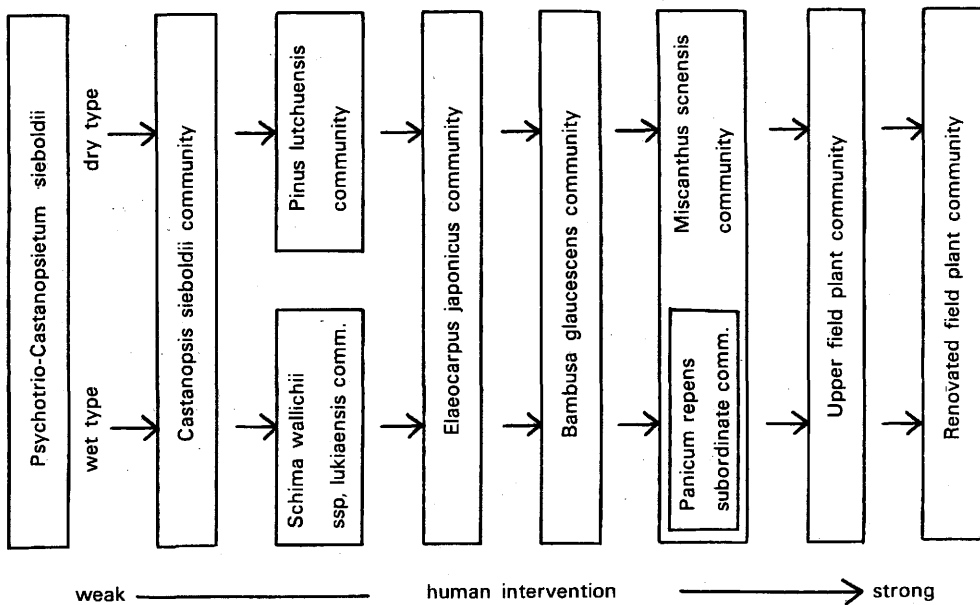 Psychotrio-Castanopsietum sieboldii
dry type
wet type
Castanopsis sieboldii community
Pinus lutchuensis
community
Schima wallichii
ssp, lukiaensis comm.
Elaeocarpus japonicus community
Bambusa glaucescens community
Miscanthus scnensis
community
Panicum repens
subordinate comm.
Upper field plant community
Renovated field plant community
weak human intervention strong